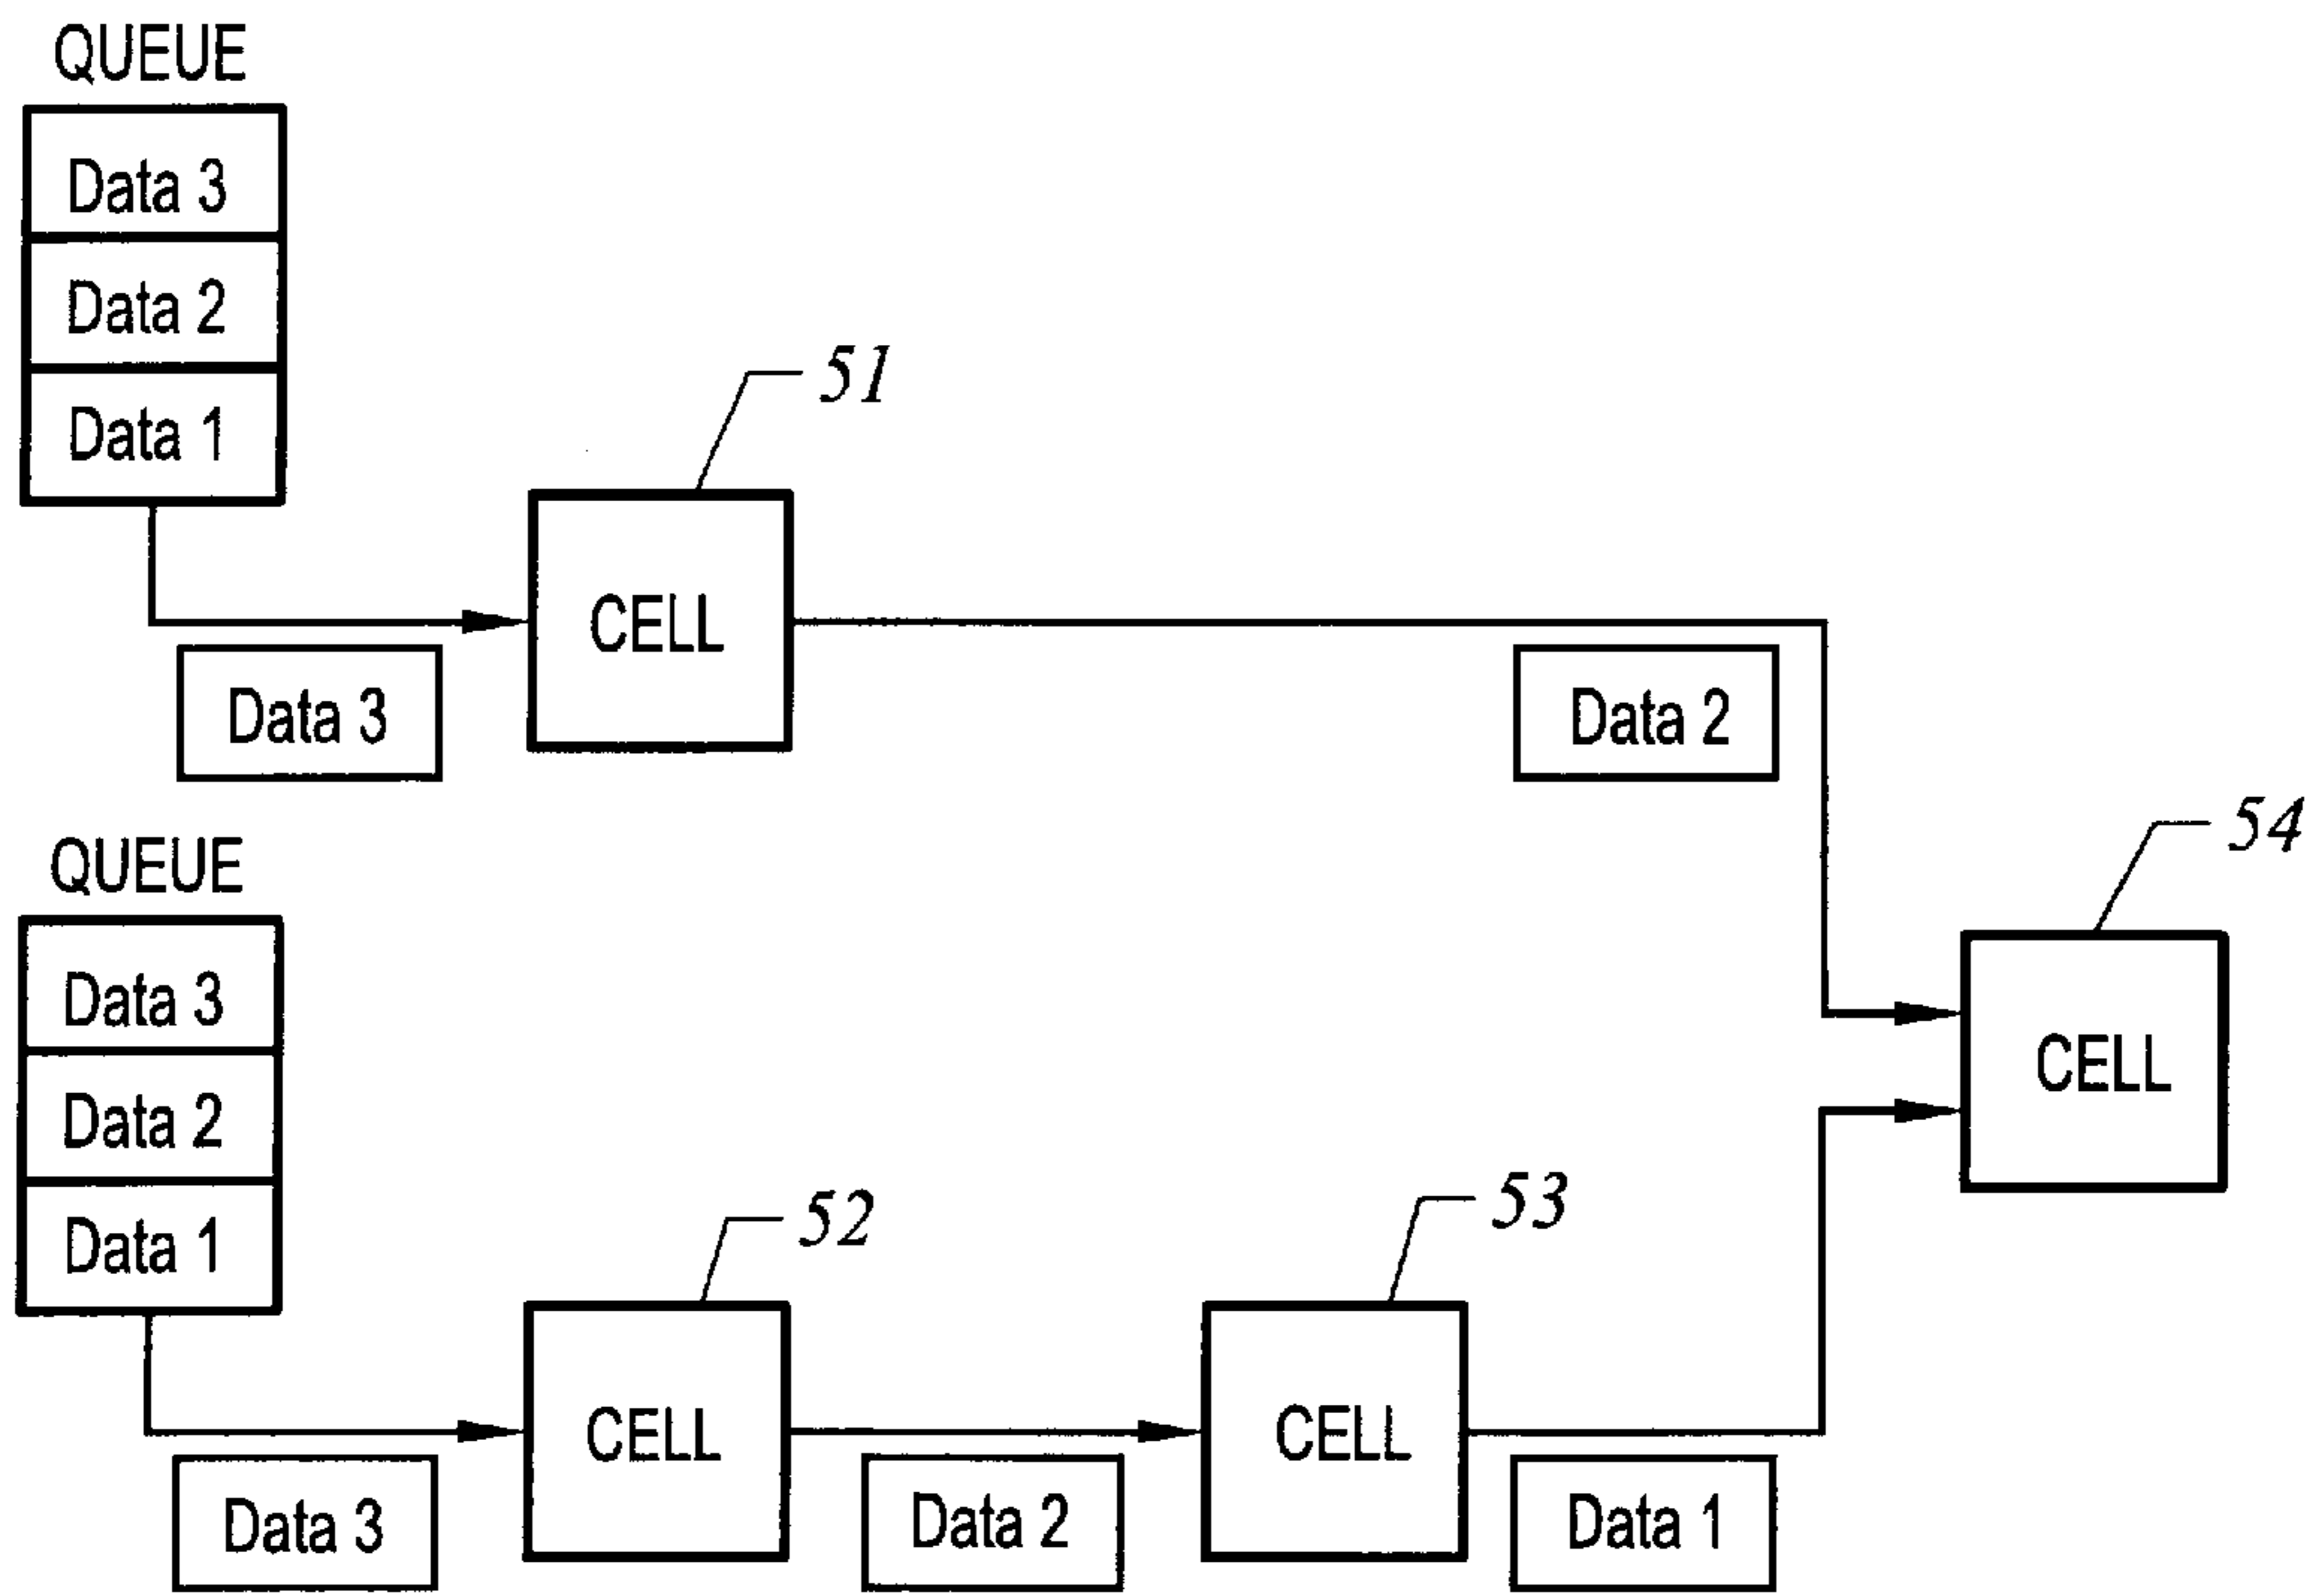 QUEUE
Data 3
Data 2
Data 1
51
CELL
Data 3
Data 2
54
QUEUE
CELL
Data 3
Data 2
Data 1
52
53
CELL
CELL
Data 3
Data 2
Data 1